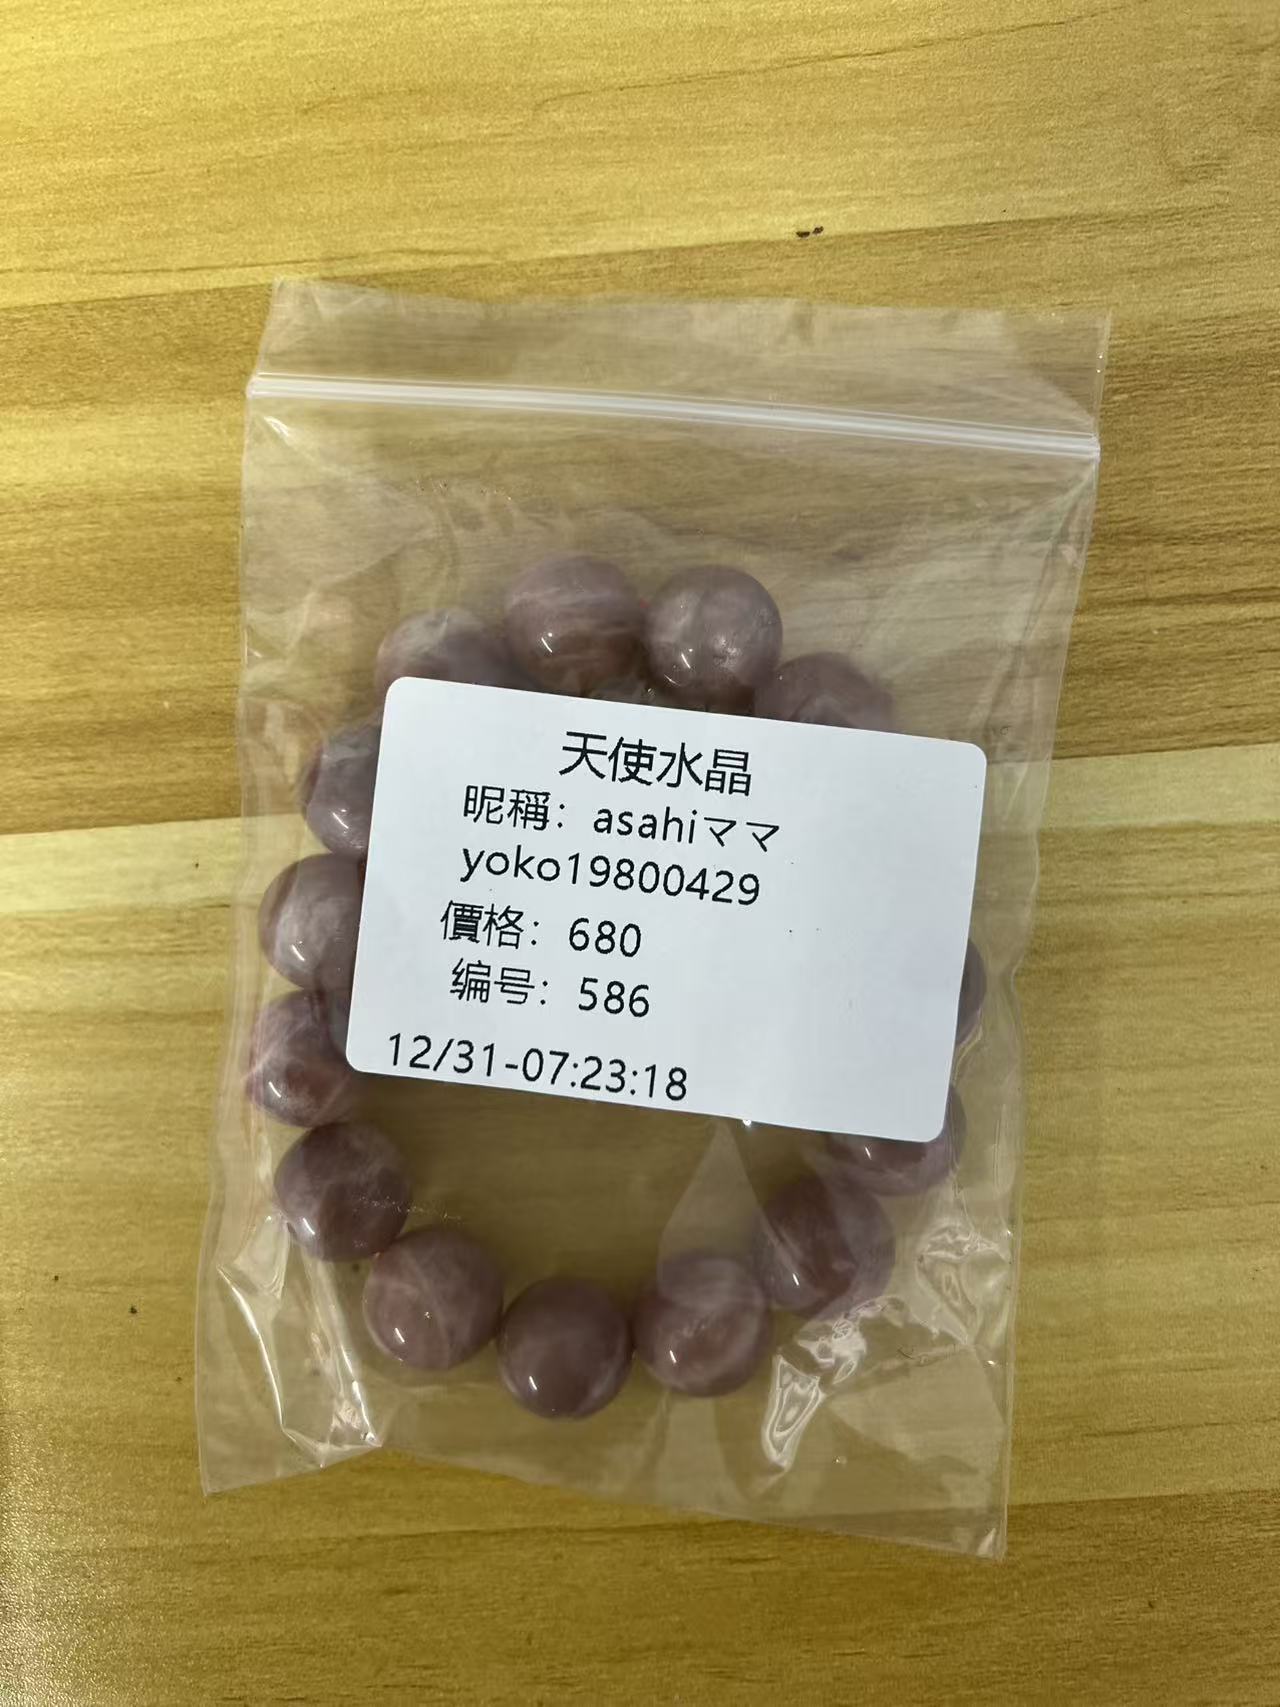 天使水晶
昵稱：asahiママ
yoko19800429
價格：680
编号：586
12/31-07:23:18